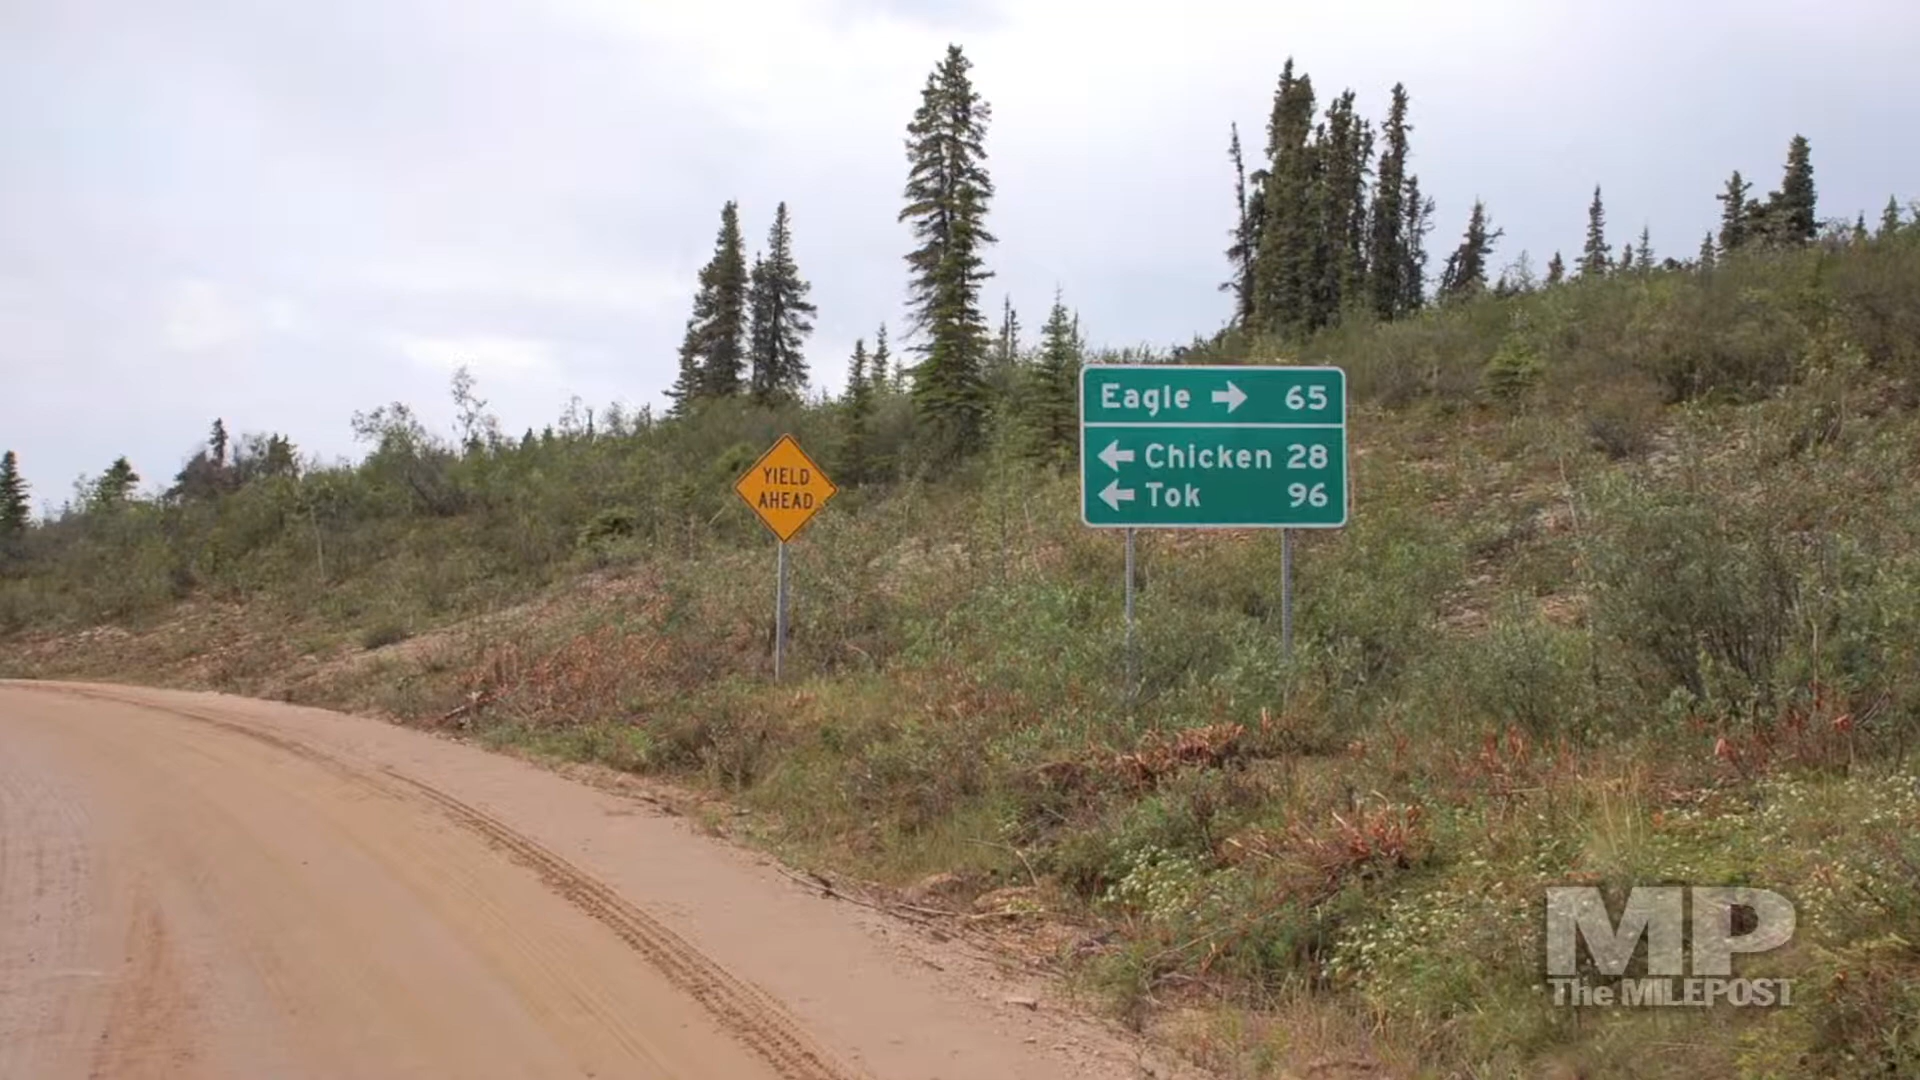 Eagle → 65
← Chicken 28
← Tok 96
YIELD
AHEAD
MP
The MILEPOST